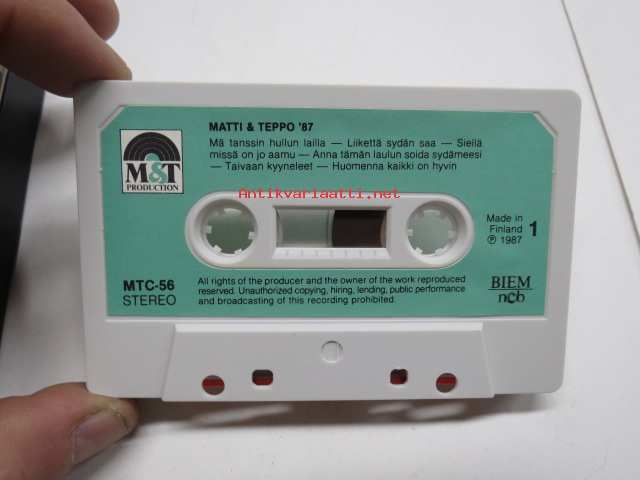 MATTI & TEPPO '87
Mä tanssin hullun lailla — Liikettä sydän saa — Siellä
missä on jo aamu — Anna tämän laulun soida sydämeesi
— Taivaan kyyneleet — Huomenna kaikki on hyvin
M&T
PRODUCTION
Antikvariaatti.net
Made in
Finland
℗ 1987
1
MTC-56
STEREO
All rights of the producer and the owner of the work reproduced
reserved. Unauthorized copying, hiring, lending, public performance
and broadcasting of this recording prohibited.
BIEM
ncb